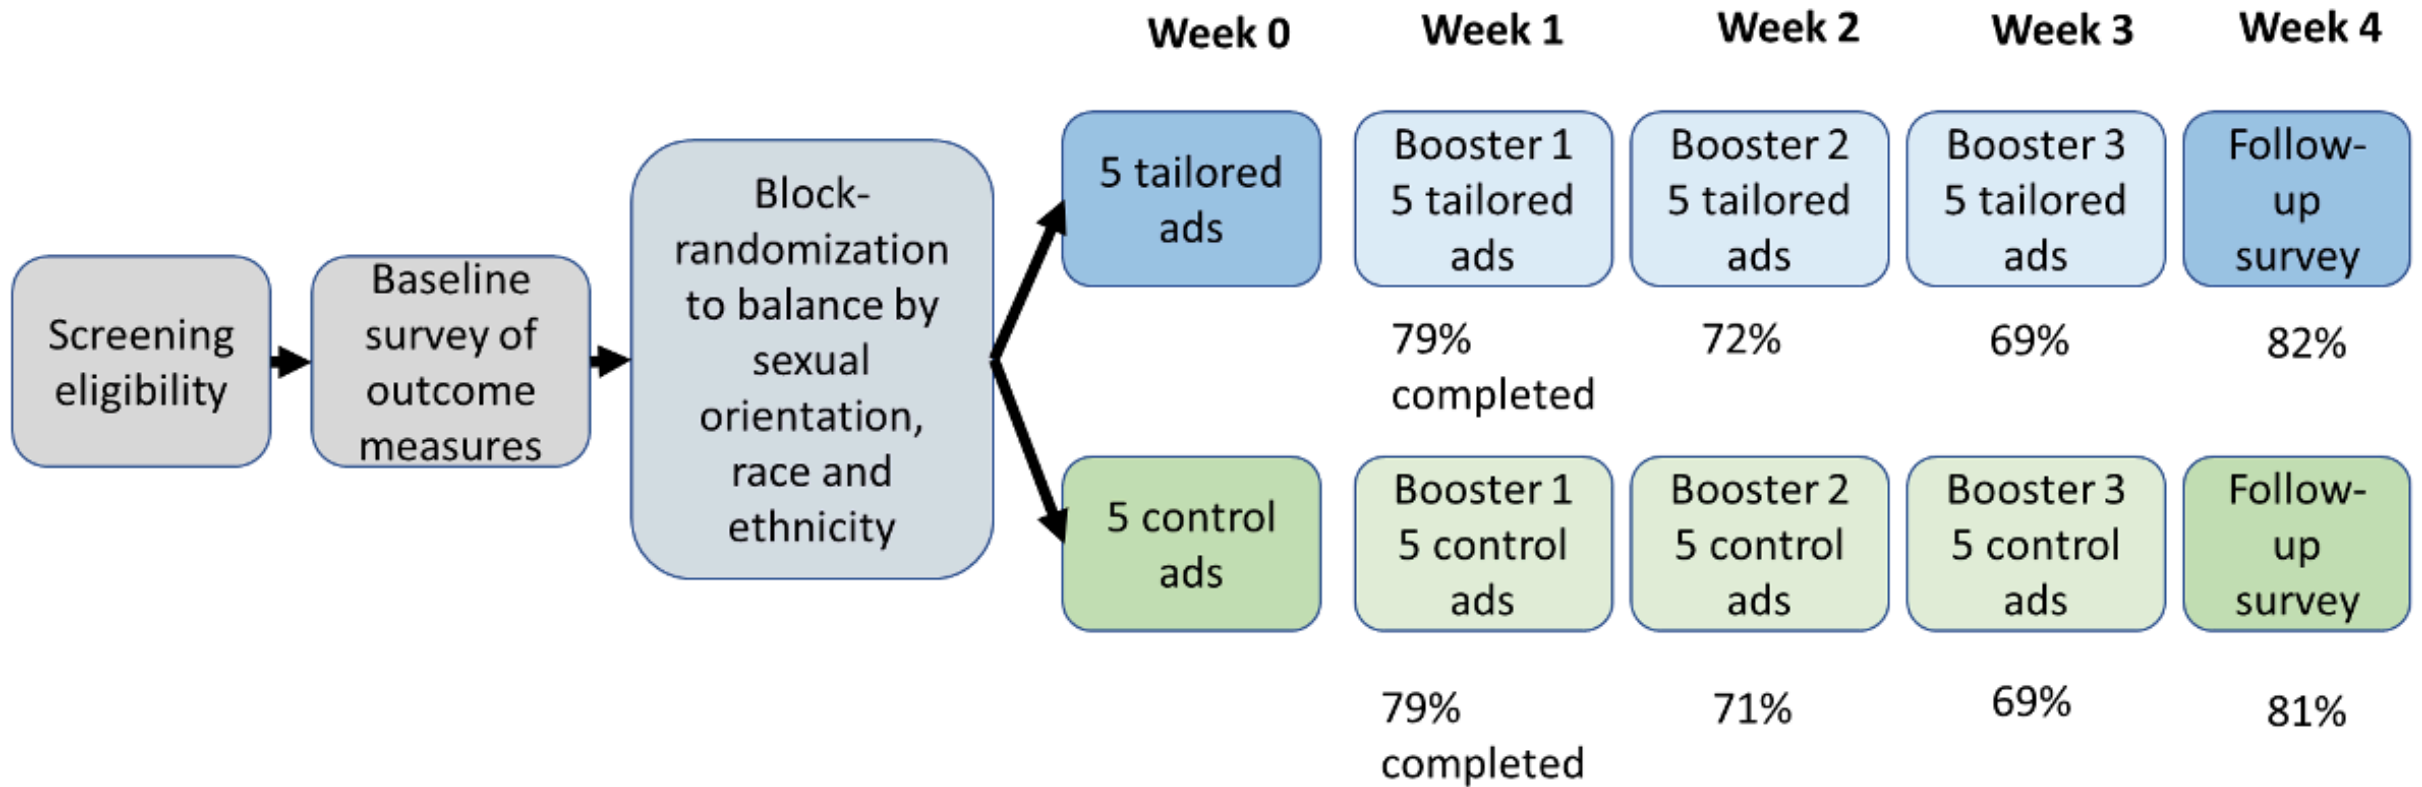 Week 0
Week 1
Week 2
Week 3
Week 4
Screening
eligibility
Baseline
survey of
outcome
measures
Block-
randomization
to balance by
sexual
orientation,
race and
ethnicity
5 tailored
ads
Booster 1
5 tailored
ads
Booster 2
5 tailored
ads
Booster 3
5 tailored
ads
Follow-
up
survey
79%
completed
72%
69%
82%
5 control
ads
Booster 1
5 control
ads
Booster 2
5 control
ads
Booster 3
5 control
ads
Follow-
up
survey
79%
completed
71%
69%
81%